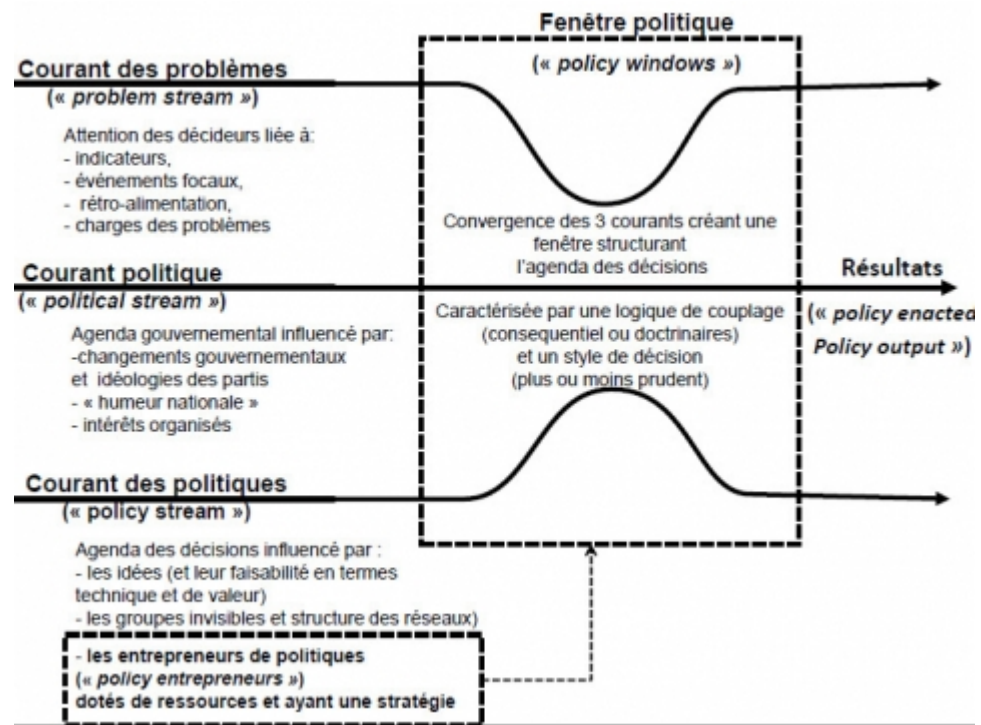 Fenêtre politique
(« policy windows »)
Courant des problèmes
(« problem stream »)
Attention des décideurs liée à:
- indicateurs,
- événements focaux,
- rétro-alimentation,
- charges des problèmes
Convergence des 3 courants créant une
fenêtre structurant
l'agenda des décisions
Courant politique
(« political stream »)
Agenda gouvernemental influencé par:
-changements gouvernementaux
et idéologies des partis
- « humeur nationale »
- intérêts organisés
Caractérisée par une logique de couplage
(consequentiel ou doctrinaires)
et un style de décision
(plus ou moins prudent)
Résultats
(« policy enacted
Policy output »)
Courant des politiques
(« policy stream »)
Agenda des décisions influencé par :
- les idées (et leur faisabilité en termes
technique et de valeur)
- les groupes invisibles et structure des réseaux)
- les entrepreneurs de politiques
(« policy entrepreneurs »)
dotés de ressources et ayant une stratégie